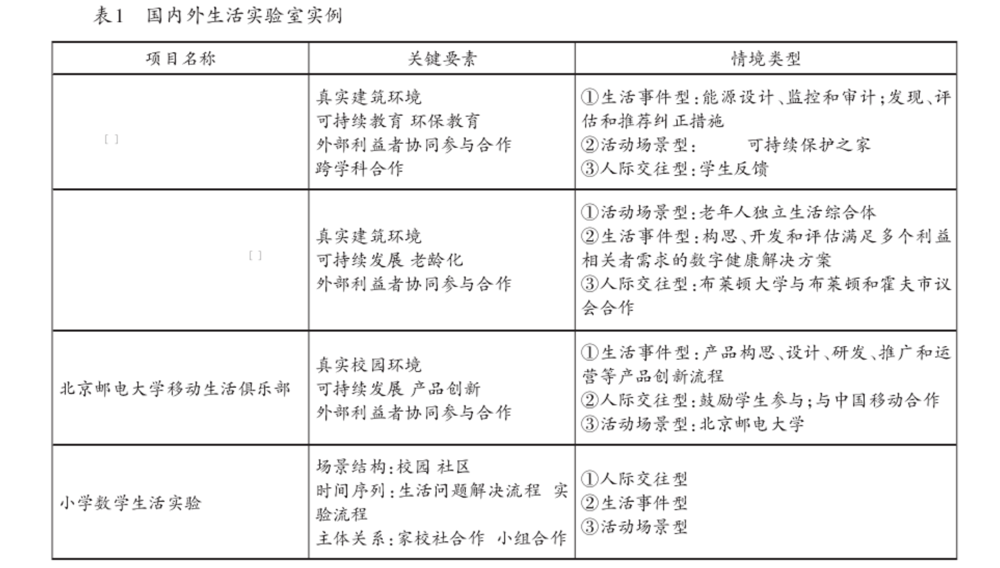 表1 国内外生活实验室实例
项目名称 关键要素 情境类型
[ ]
真实建筑环境
可持续教育 环保教育
外部利益者协同参与合作
跨学科合作
①生活事件型:能源设计、监控和审计;发现、评
估和推荐纠正措施
②活动场景型: 可持续保护之家
③人际交往型:学生反馈
[ ]
真实建筑环境
可持续发展 老龄化
外部利益者协同参与合作
①活动场景型:老年人独立生活综合体
②生活事件型:构思、开发和评估满足多个利益
相关者需求的数字健康解决方案
③人际交往型:布莱顿大学与布莱顿和霍夫市议
会合作
北京邮电大学移动生活俱乐部
真实校园环境
可持续发展 产品创新
外部利益者协同参与合作
①生活事件型:产品构思、设计、研发、推广和运
营等产品创新流程
②人际交往型:鼓励学生参与;与中国移动合作
③活动场景型:北京邮电大学
小学数学生活实验
场景结构:校园 社区
时间序列:生活问题解决流程 实
验流程
主体关系:家校社合作 小组合作
①人际交往型
②生活事件型
③活动场景型